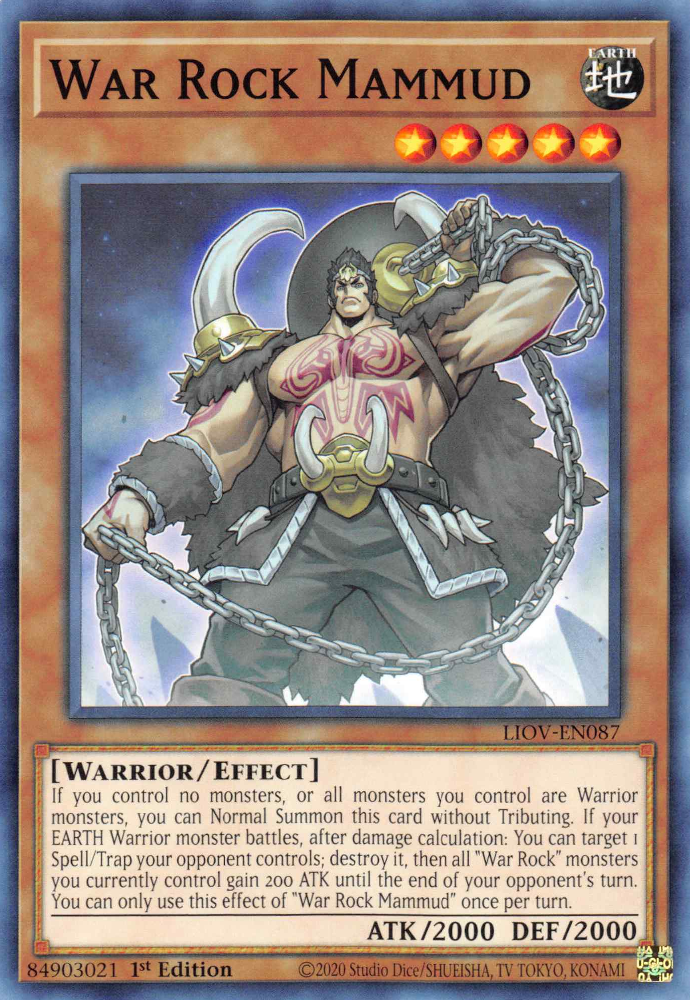 War Rock Mammud
EARTH
地
LIOV-EN087
[Warrior/Effect]
If you control no monsters, or all monsters you control are Warrior
monsters, you can Normal Summon this card without Tributing. If your
EARTH Warrior monster battles, after damage calculation: You can target 1
Spell/Trap your opponent controls; destroy it, then all "War Rock" monsters
you currently control gain 200 ATK until the end of your opponent's turn.
You can only use this effect of "War Rock Mammud" once per turn.
ATK/2000 DEF/2000
84903021 1st Edition ©2020 Studio Dice/SHUEISHA, TV TOKYO, KONAMI